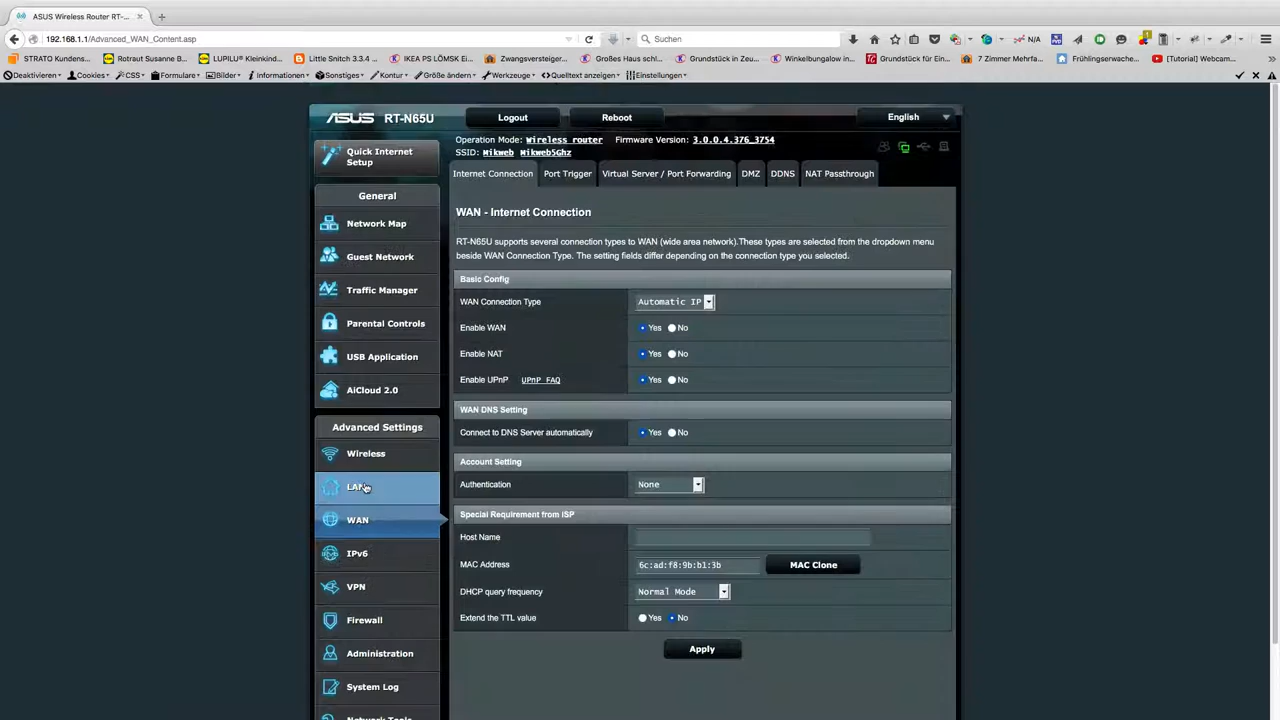 ASUS Wireless Router RT-...
192.168.1.1/Advanced_WAN_Content.asp
Suchen
N/A
STRATO Kundens...
Rotraut Susanne B...
LUPILU® Kleinkind...
Little Snitch 3.3.4 ...
IKEA PS LÖMSK Ei...
Zwangsversteiger...
Großes Haus schl...
Grundstück in Zeu...
Winkelbungalow in...
Grundstück für Ein...
7 Zimmer Mehrfa...
Frühlingserwache...
[Tutorial] Webcam...
Deaktivieren
Cookies
CSS
Formulare
Bilder
Informationen
Sonstiges
Kontur
Größe ändern
Werkzeuge
Quelltext anzeigen
Einstellungen
ASUS RT-N65U
Logout
Reboot
English
Operation Mode: Wireless router Firmware Version: 3.0.0.4.376_3754
SSID: Mikweb Mikweb5Ghz
Quick Internet
Setup
General
Network Map
Guest Network
Traffic Manager
Parental Controls
USB Application
AiCloud 2.0
Advanced Settings
Wireless
LAN
WAN
IPv6
VPN
Firewall
Administration
System Log
Network Tools
Internet Connection
Port Trigger
Virtual Server / Port Forwarding
DMZ
DDNS
NAT Passthrough
WAN - Internet Connection
RT-N65U supports several connection types to WAN (wide area network).These types are selected from the dropdown menu
beside WAN Connection Type. The setting fields differ depending on the connection type you selected.
Basic Config
WAN Connection Type Automatic IP
Enable WAN Yes No
Enable NAT Yes No
Enable UPnP UPnP FAQ Yes No
WAN DNS Setting
Connect to DNS Server automatically Yes No
Account Setting
Authentication None
Special Requirement from ISP
Host Name
MAC Address 6c:ad:f8:9b:b1:3b MAC Clone
DHCP query frequency Normal Mode
Extend the TTL value Yes No
Apply